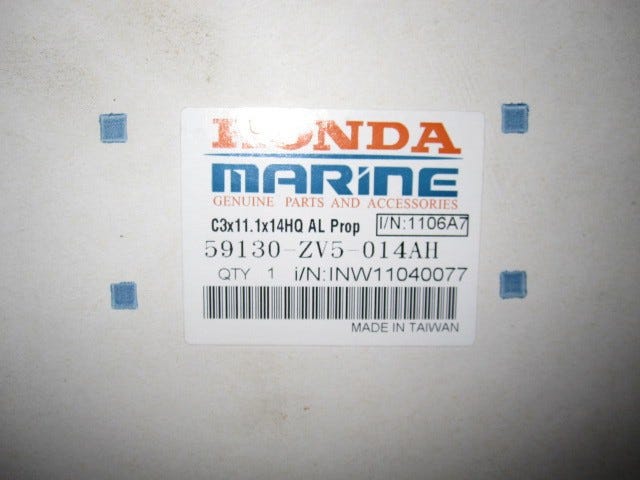 HONDA
MARINE
GENUINE PARTS AND ACCESSORIES
C3x11.1x14HQ AL Prop I/N:1106A7
59130-ZV5-014AH
QTY 1 i/N:INW11040077
MADE IN TAIWAN